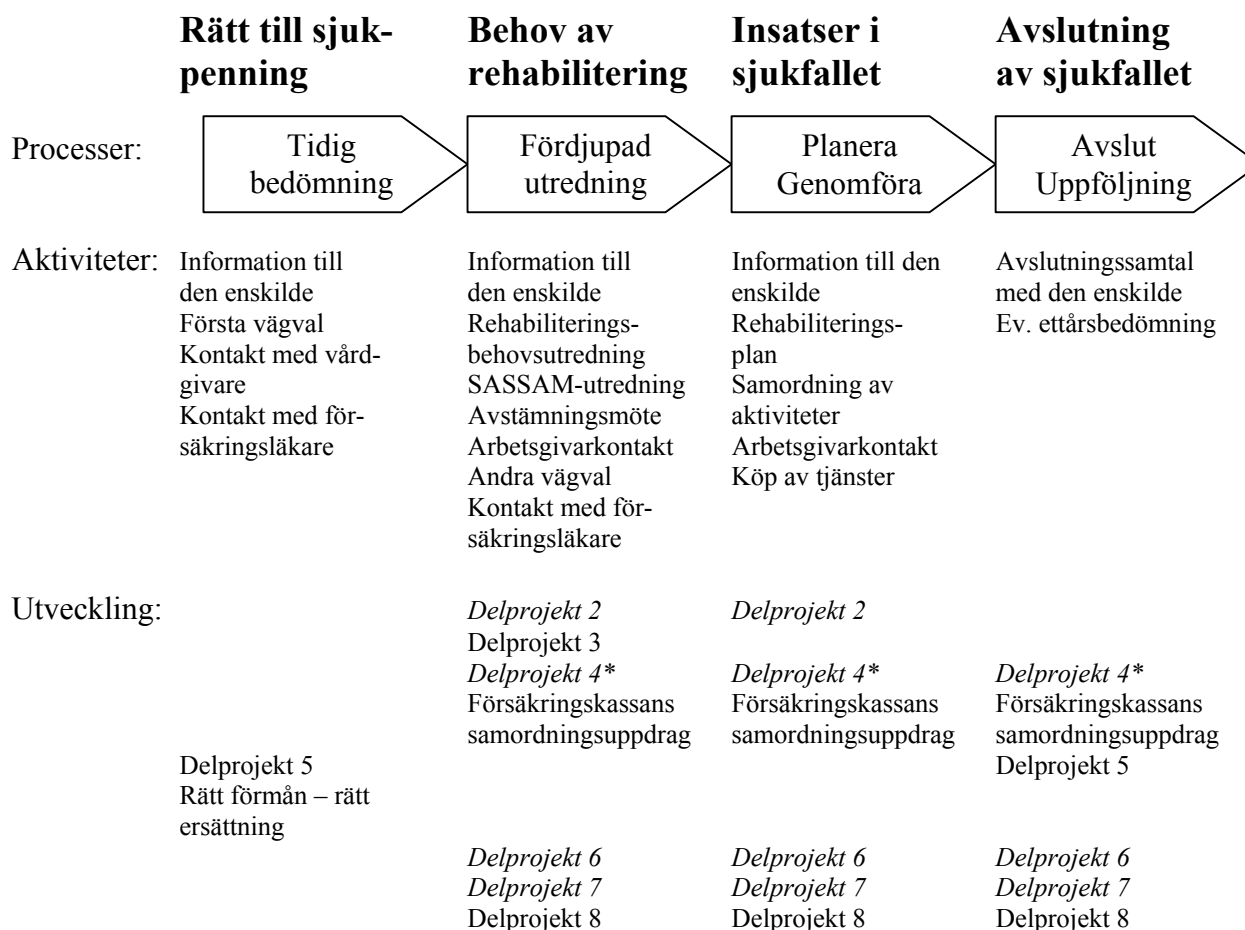 Rätt till sjuk-
penning
Behov av
rehabilitering
Insatser i
sjukfallet
Avslutning
av sjukfallet
Processer:
Tidig
bedömning
Fördjupad
utredning
Planera
Genomföra
Avslut
Uppföljning
Aktiviteter:
Information till
den enskilde
Första vägval
Kontakt med vård-
givare
Kontakt med för-
säkringsläkare
Information till
den enskilde
Rehabiliterings-
behovsutredning
SASSAM-utredning
Avstämningsmöte
Arbetsgivarkontakt
Andra vägval
Kontakt med för-
säkringsläkare
Information till den
enskilde
Rehabiliterings-
plan
Samordning av
aktiviteter
Arbetsgivarkontakt
Köp av tjänster
Avslutningssamtal
med den enskilde
Ev. ettårsbedömning
Utveckling:
Delprojekt 5
Rätt förmån – rätt
ersättning
Delprojekt 2
Delprojekt 3
Delprojekt 4*
Försäkringskassans
samordningsuppdrag
Delprojekt 6
Delprojekt 7
Delprojekt 8
Delprojekt 2
Delprojekt 4*
Försäkringskassans
samordningsuppdrag
Delprojekt 6
Delprojekt 7
Delprojekt 8
Delprojekt 4*
Försäkringskassans
samordningsuppdrag
Delprojekt 5
Delprojekt 6
Delprojekt 7
Delprojekt 8